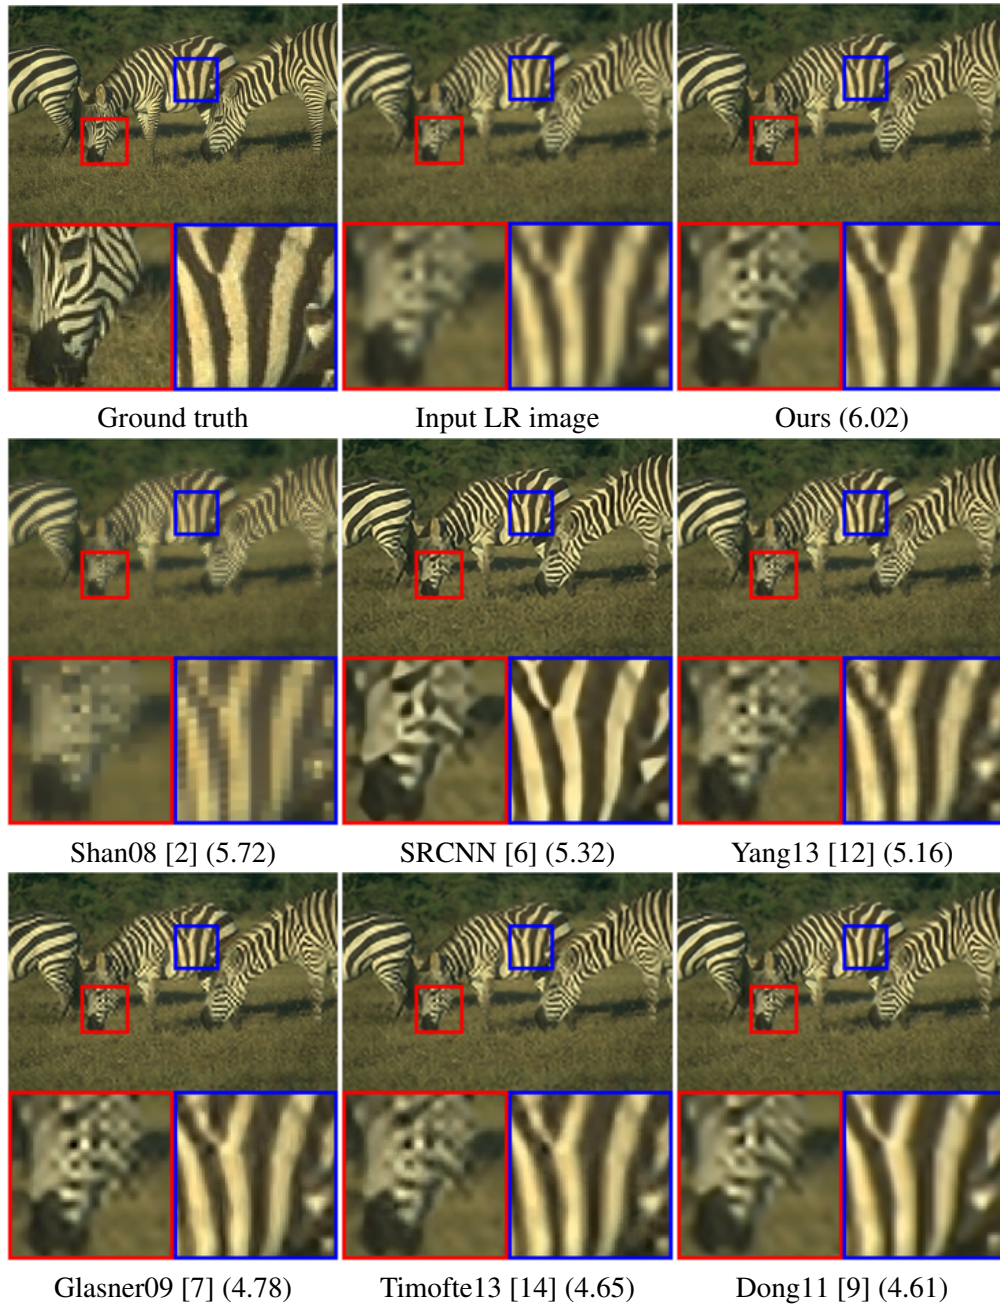 Ground truth
Input LR image
Ours (6.02)
Shan08 [2] (5.72)
SRCNN [6] (5.32)
Yang13 [12] (5.16)
Glasner09 [7] (4.78)
Timofte13 [14] (4.65)
Dong11 [9] (4.61)